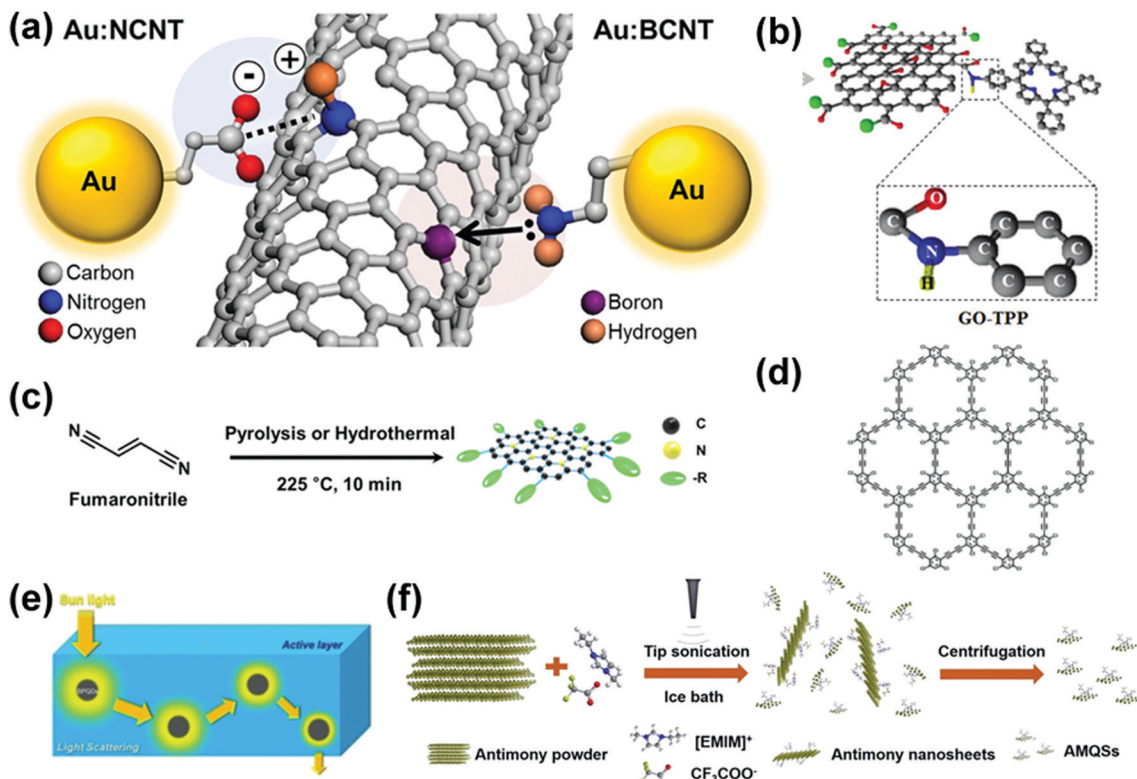 (a)
Au:NCNT
Au:BCNT
-
+
Au
Au
Carbon
Nitrogen
Oxygen
Boron
Hydrogen
(b)
O
C
N
H
C
C
C
C
C
C
GO-TPP
(c)
N
N
Fumaronitrile
Pyrolysis or Hydrothermal
225 °C, 10 min
C
N
-R
(d)
(e)
Sun light
Active layer
Light Scattering
(f)
Tip sonication
Ice bath
Centrifugation
Antimony powder
[EMIM]⁺
CF₃COO⁻
Antimony nanosheets
AMQSs